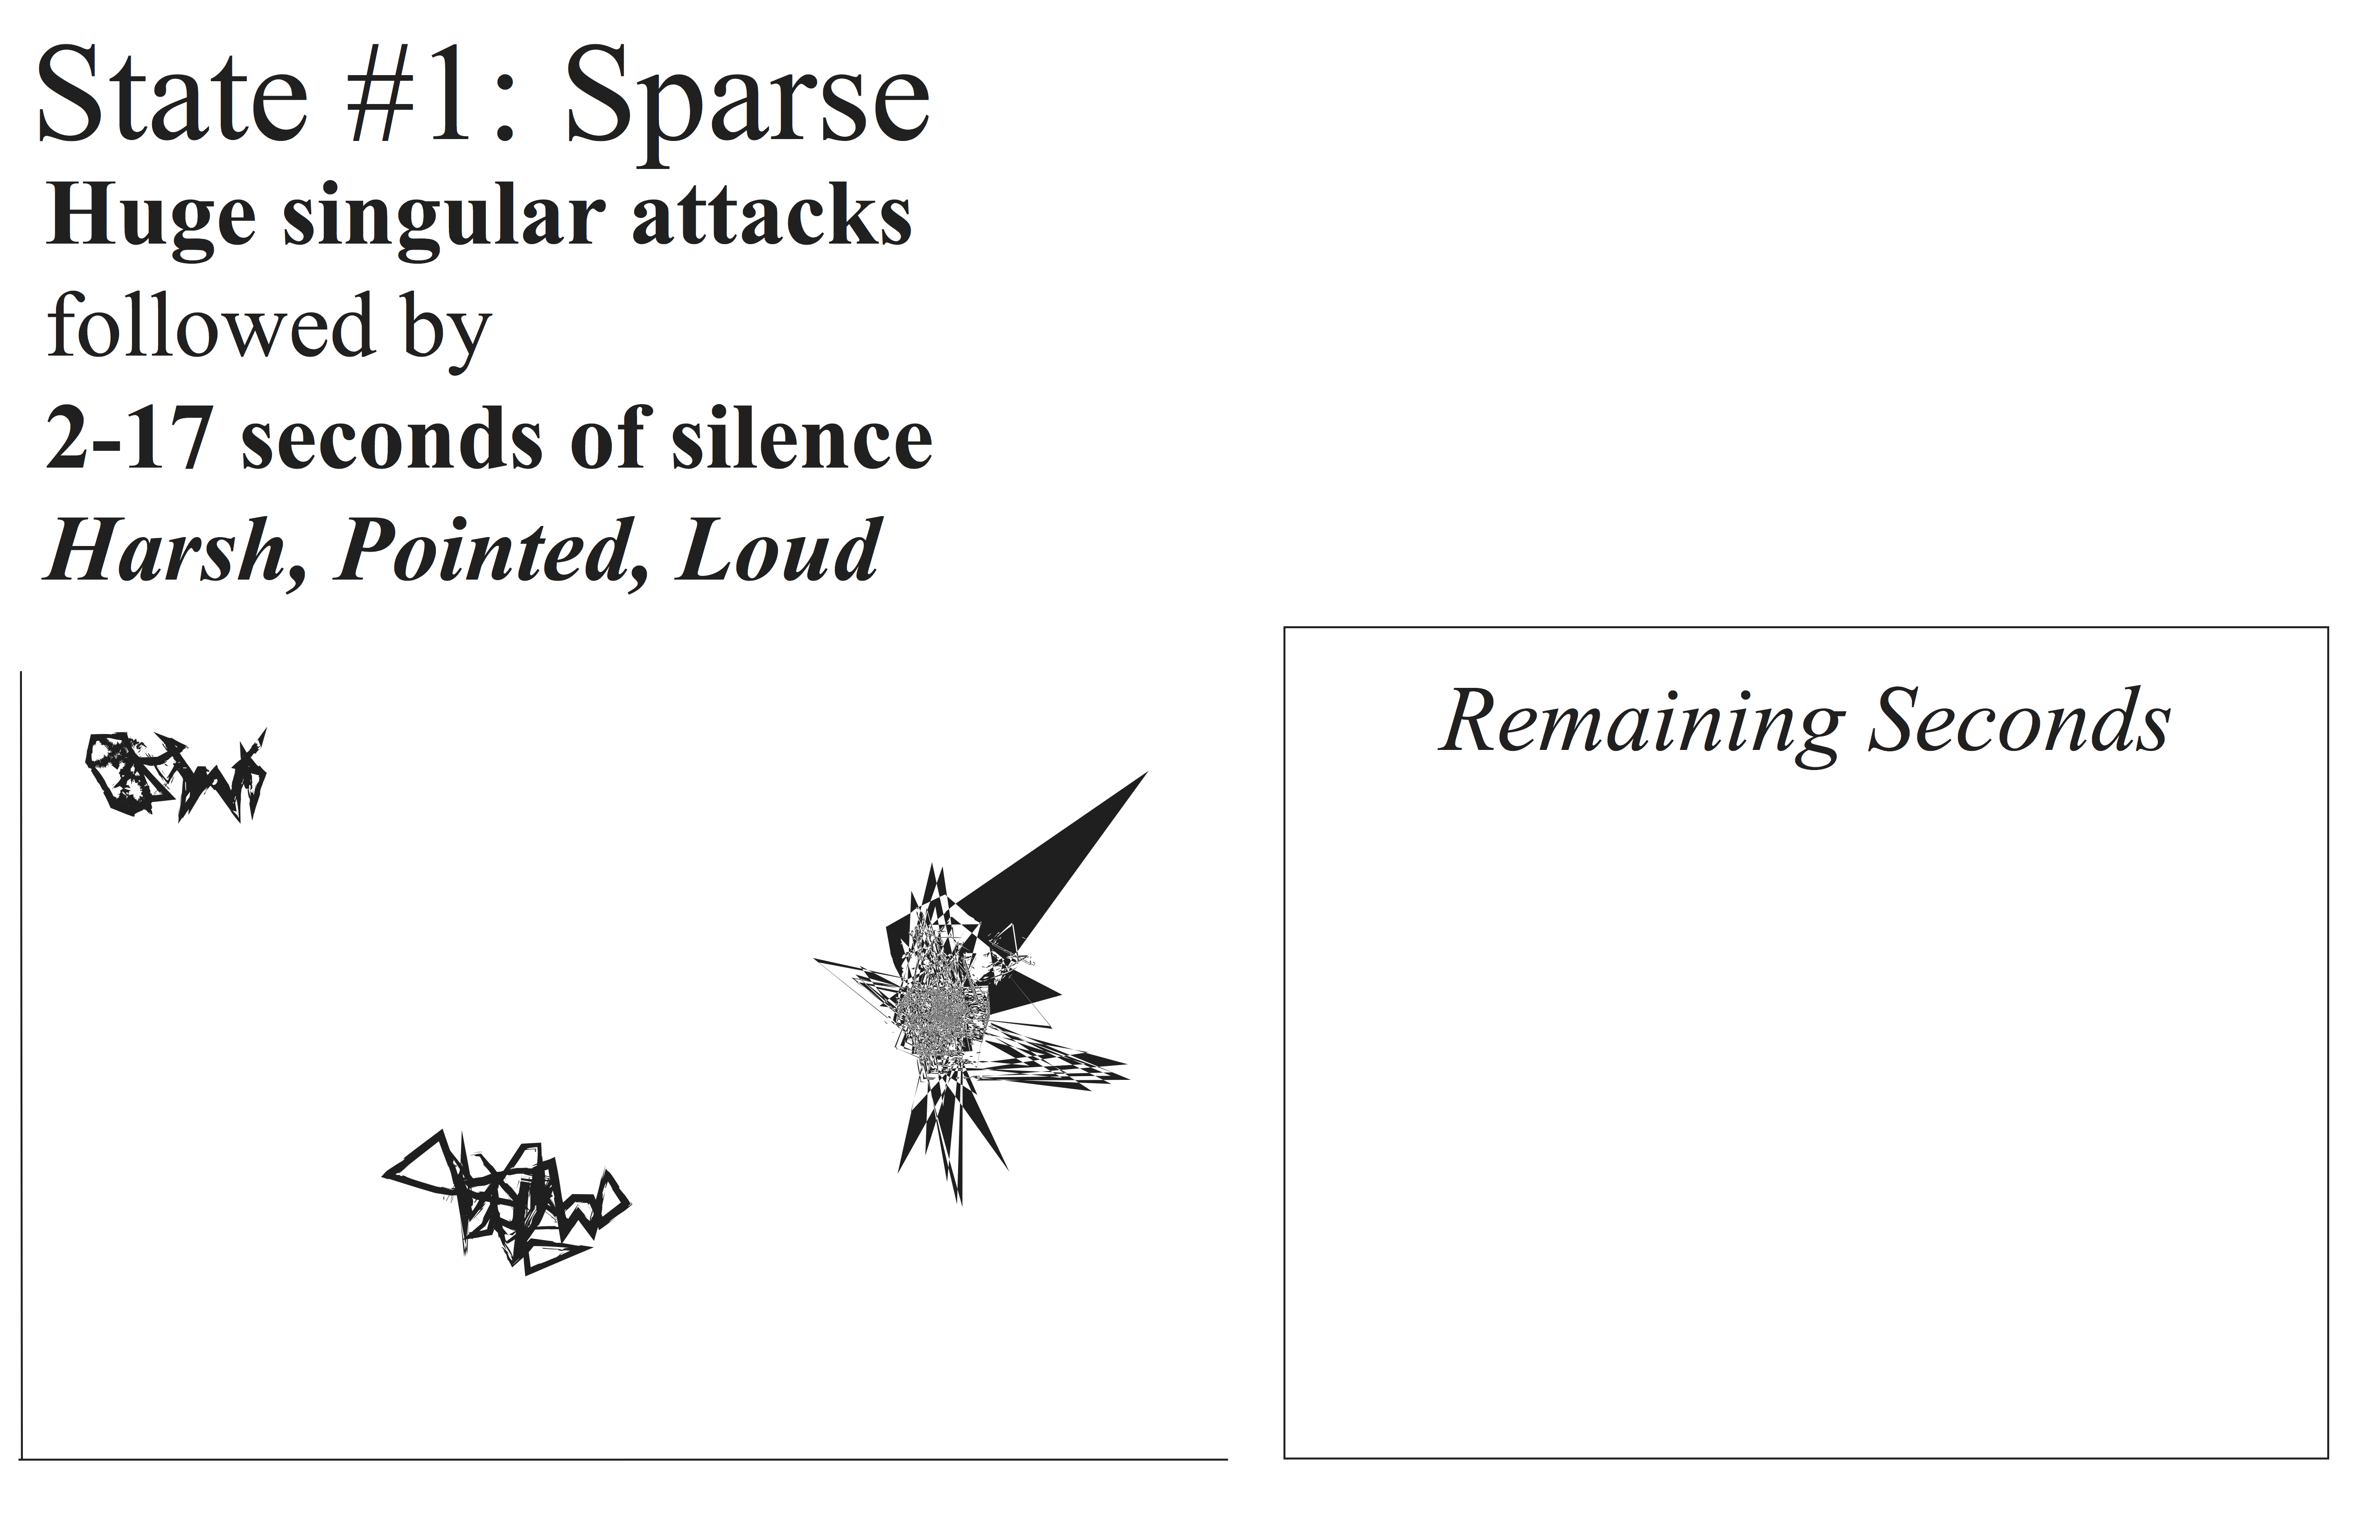 State #1: Sparse
Huge singular attacks
followed by
2-17 seconds of silence
Harsh, Pointed, Loud
Remaining Seconds